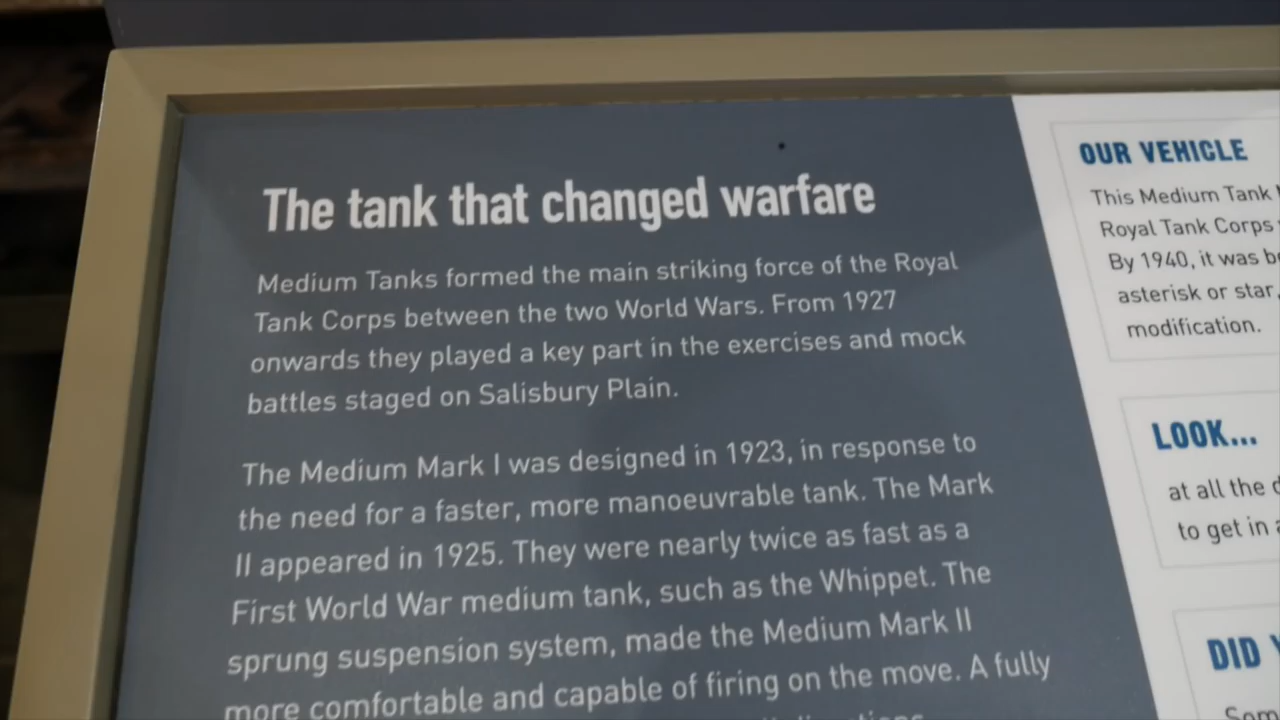 The tank that changed warfare
Medium Tanks formed the main striking force of the Royal
Tank Corps between the two World Wars. From 1927
onwards they played a key part in the exercises and mock
battles staged on Salisbury Plain.
The Medium Mark I was designed in 1923, in response to
the need for a faster, more manoeuvrable tank. The Mark
II appeared in 1925. They were nearly twice as fast as a
First World War medium tank, such as the Whippet. The
sprung suspension system, made the Medium Mark II
more comfortable and capable of firing on the move. A fully
OUR VEHICLE
This Medium Tank
Royal Tank Corps
By 1940, it was
asterisk or star,
modification.
LOOK...
at all the
to get in
DID